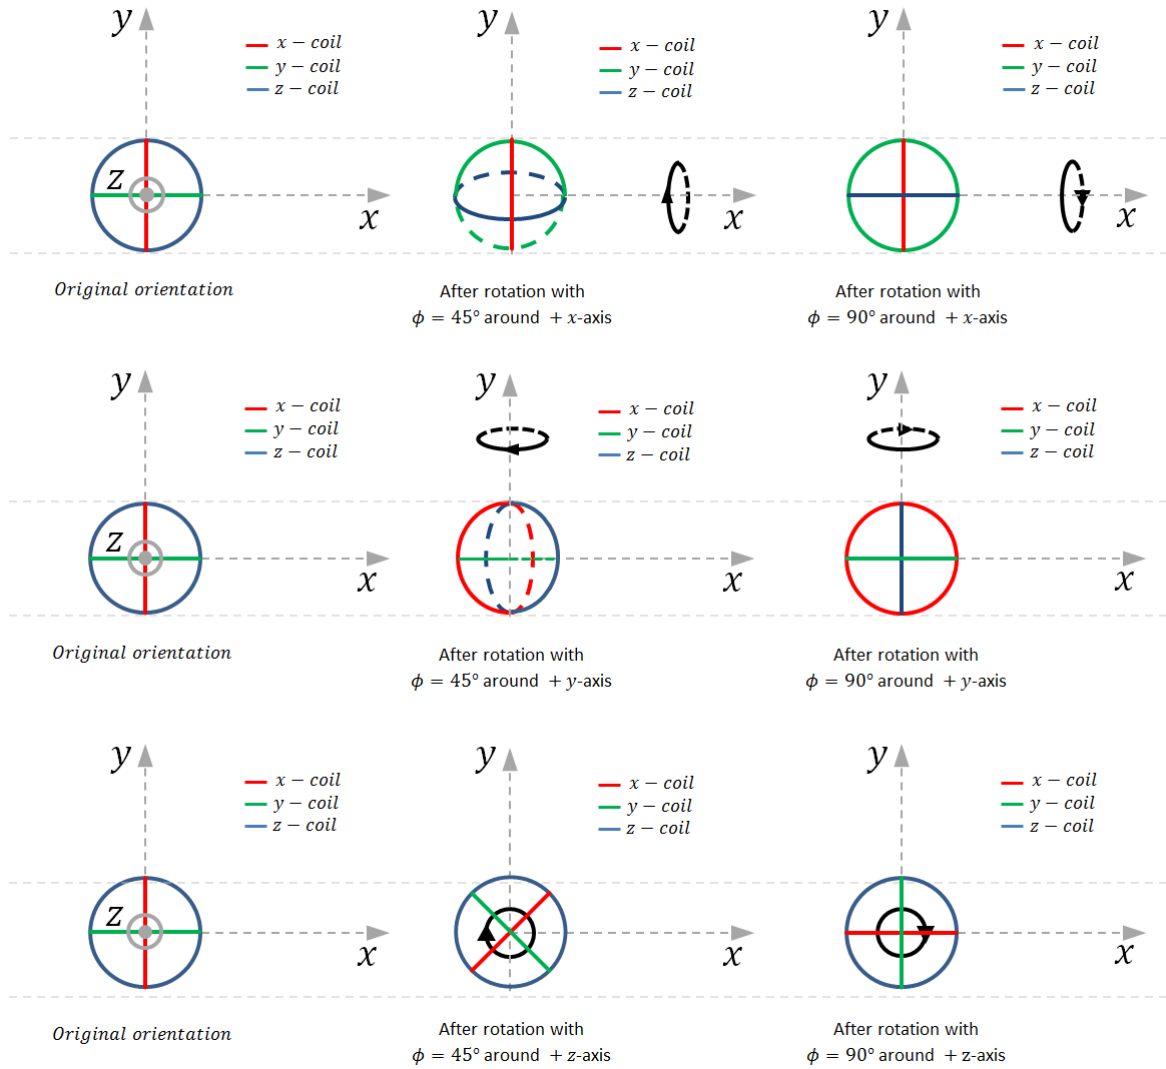 y
x − coil
y − coil
z − coil
z
x
Original orientation
y
x − coil
y − coil
z − coil
x
After rotation with
ϕ = 45° around + x-axis
y
x − coil
y − coil
z − coil
x
After rotation with
ϕ = 90° around + x-axis
y
x − coil
y − coil
z − coil
z
x
Original orientation
y
x − coil
y − coil
z − coil
x
After rotation with
ϕ = 45° around + y-axis
y
x − coil
y − coil
z − coil
x
After rotation with
ϕ = 90° around + y-axis
y
x − coil
y − coil
z − coil
z
x
Original orientation
y
x − coil
y − coil
z − coil
x
After rotation with
ϕ = 45° around + z-axis
y
x − coil
y − coil
z − coil
x
After rotation with
ϕ = 90° around + z-axis